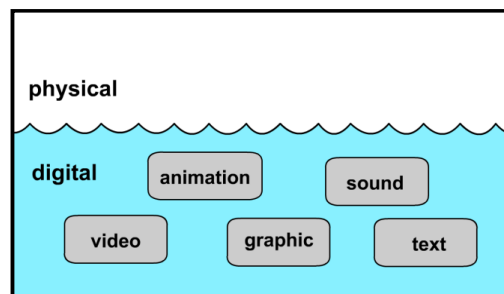 physical
digital
animation
sound
video
graphic
text